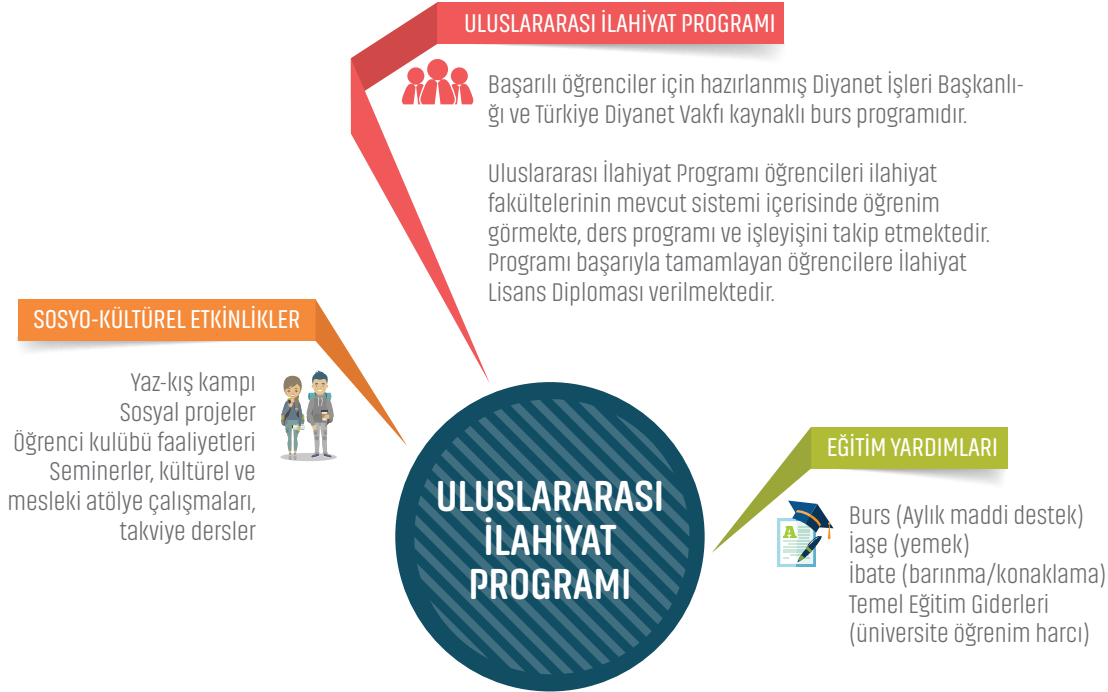 ULUSLARARASI İLAHİYAT PROGRAMI
Başarılı öğrenciler için hazırlanmış Diyanet İşleri Başkanlı-
ğı ve Türkiye Diyanet Vakfı kaynaklı burs programıdır.
Uluslararası İlahiyat Programı öğrencileri ilahiyat
fakültelerinin mevcut sistemi içerisinde öğrenim
görmekte, ders programı ve işleyişini takip etmektedir.
Programı başarıyla tamamlayan öğrencilere İlahiyat
Lisans Diploması verilmektedir.
SOSYO-KÜLTÜREL ETKİNLİKLER
Yaz-kış kampı
Sosyal projeler
Öğrenci kulübü faaliyetleri
Seminerler, kültürel ve
mesleki atölye çalışmaları,
takviye dersler
ULUSLARARASI
İLAHİYAT
PROGRAMI
EĞİTİM YARDIMLARI
A
Burs (Aylık maddi destek)
İaşe (yemek)
İbate (barınma/konaklama)
Temel Eğitim Giderleri
(üniversite öğrenim harcı)